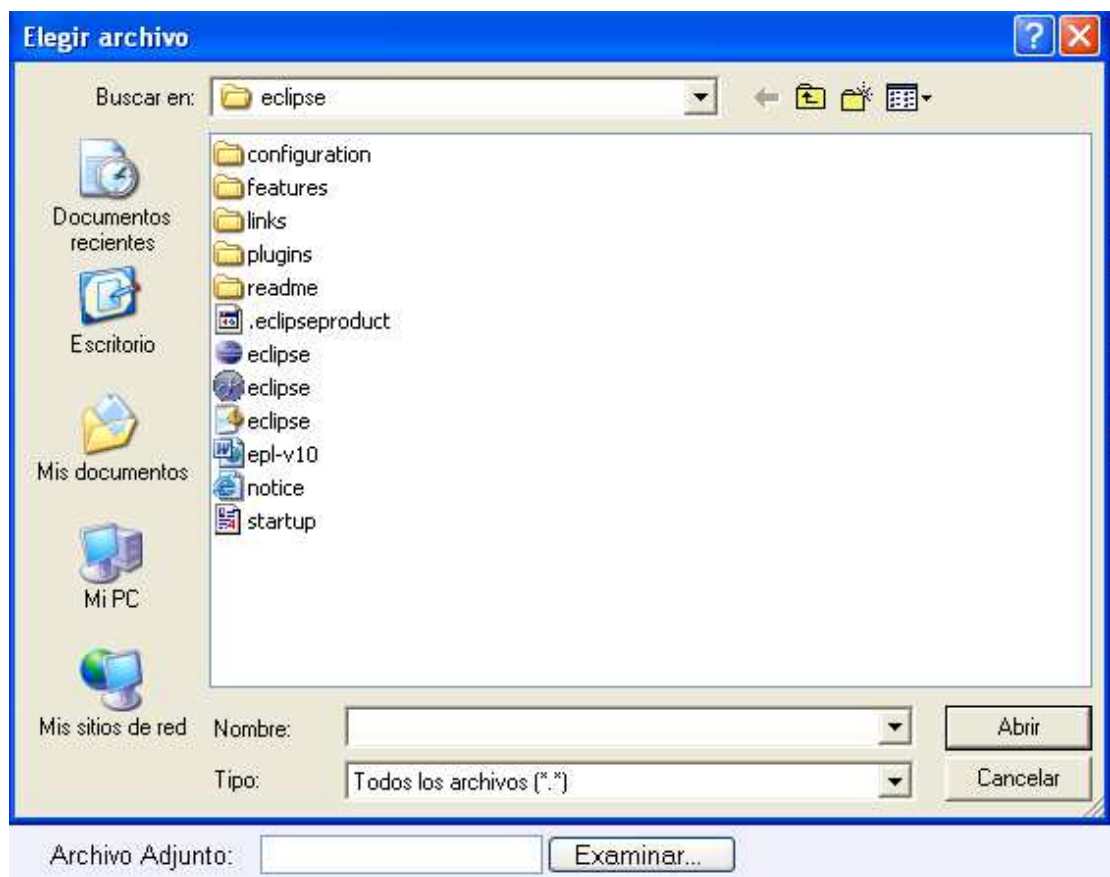 Elegir archivo
Buscar en: eclipse
Documentos
recientes
Escritorio
Mis documentos
Mi PC
Mis sitios de red
configuration
features
links
plugins
readme
.eclipseproduct
eclipse
eclipse
eclipse
epl-v10
notice
startup
Nombre:
Abrir
Tipo: Todos los archivos (*.*)
Cancelar
Archivo Adjunto: Examinar...